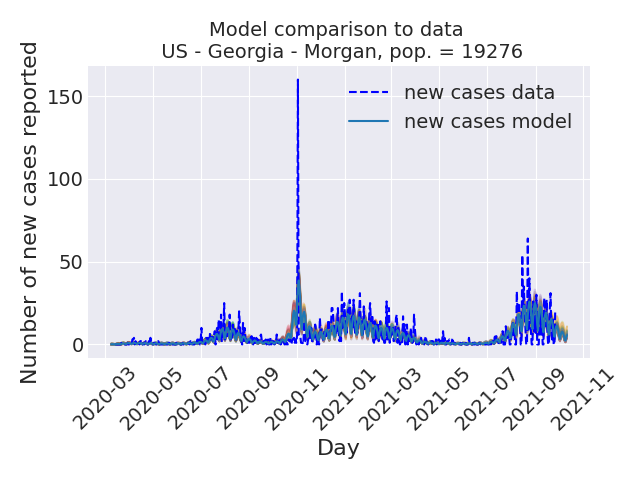 Model comparison to data
US - Georgia - Morgan, pop. = 19276
Number of new cases reported
150
100
50
0
new cases data
new cases model
2020-03
2020-05
2020-07
2020-09
2020-11
2021-01
2021-03
2021-05
2021-07
2021-09
2021-11
Day